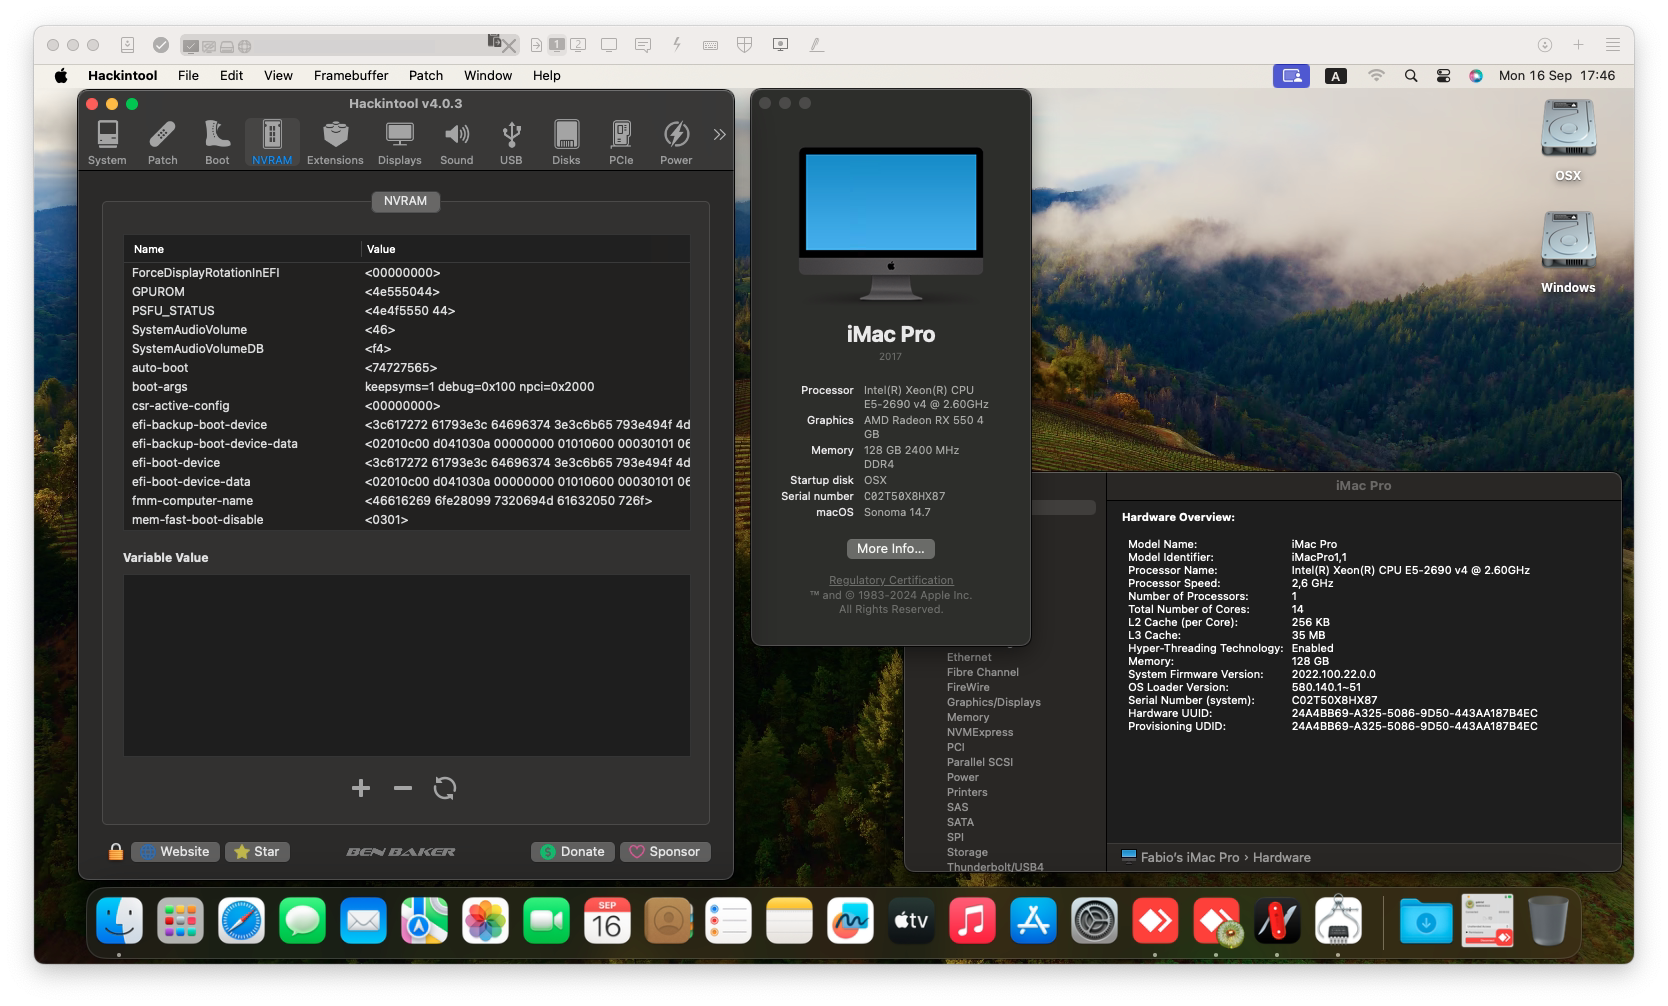 1
2
Hackintool File Edit View Framebuffer Patch Window Help
A
Mon 16 Sep 17:46
Hackintool v4.0.3
System Patch Boot NVRAM Extensions Displays Sound USB Disks PCIe Power
NVRAM
Name Value
ForceDisplayRotationInEFI <00000000>
GPUROM <4e555044>
PSFU_STATUS <4e4f5550 44>
SystemAudioVolume <46>
SystemAudioVolumeDB <f4>
auto-boot <74727565>
boot-args keepsyms=1 debug=0x100 npci=0x2000
csr-active-config <00000000>
efi-backup-boot-device <3c617272 61793e3c 64696374 3e3c6b65 793e494f 4d
efi-backup-boot-device-data <02010c00 d041030a 00000000 01010600 00030101 06
efi-boot-device <3c617272 61793e3c 64696374 3e3c6b65 793e494f 4d
efi-boot-device-data <02010c00 d041030a 00000000 01010600 00030101 06
fmm-computer-name <46616269 6fe28099 7320694d 61632050 726f>
mem-fast-boot-disable <0301>
Variable Value
Website
Star
BEN BAKER
Donate
Sponsor
iMac Pro
2017
Processor Intel(R) Xeon(R) CPU
E5-2690 v4 @ 2.60GHz
Graphics AMD Radeon RX 550 4
GB
Memory 128 GB 2400 MHz
DDR4
Startup disk OSX
Serial number C02T50X8HX87
macOS Sonoma 14.7
More Info...
Regulatory Certification
™ and © 1983-2024 Apple Inc.
All Rights Reserved.
OSX
Windows
iMac Pro
Ethernet
Fibre Channel
FireWire
Graphics/Displays
Memory
NVMExpress
PCI
Parallel SCSI
Power
Printers
SAS
SATA
SPI
Storage
Thunderbolt/USB4
Hardware Overview:
Model Name: iMac Pro
Model Identifier: iMacPro1,1
Processor Name: Intel(R) Xeon(R) CPU E5-2690 v4 @ 2.60GHz
Processor Speed: 2,6 GHz
Number of Processors: 1
Total Number of Cores: 14
L2 Cache (per Core): 256 KB
L3 Cache: 35 MB
Hyper-Threading Technology: Enabled
Memory: 128 GB
System Firmware Version: 2022.100.22.0.0
OS Loader Version: 580.140.1~51
Serial Number (system): C02T50X8HX87
Hardware UUID: 24A4BB69-A325-5086-9D50-443AA187B4EC
Provisioning UDID: 24A4BB69-A325-5086-9D50-443AA187B4EC
Fabio's iMac Pro › Hardware
SEP
16
tv